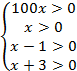 100x > 0
x > 0
x − 1 > 0
x + 3 > 0